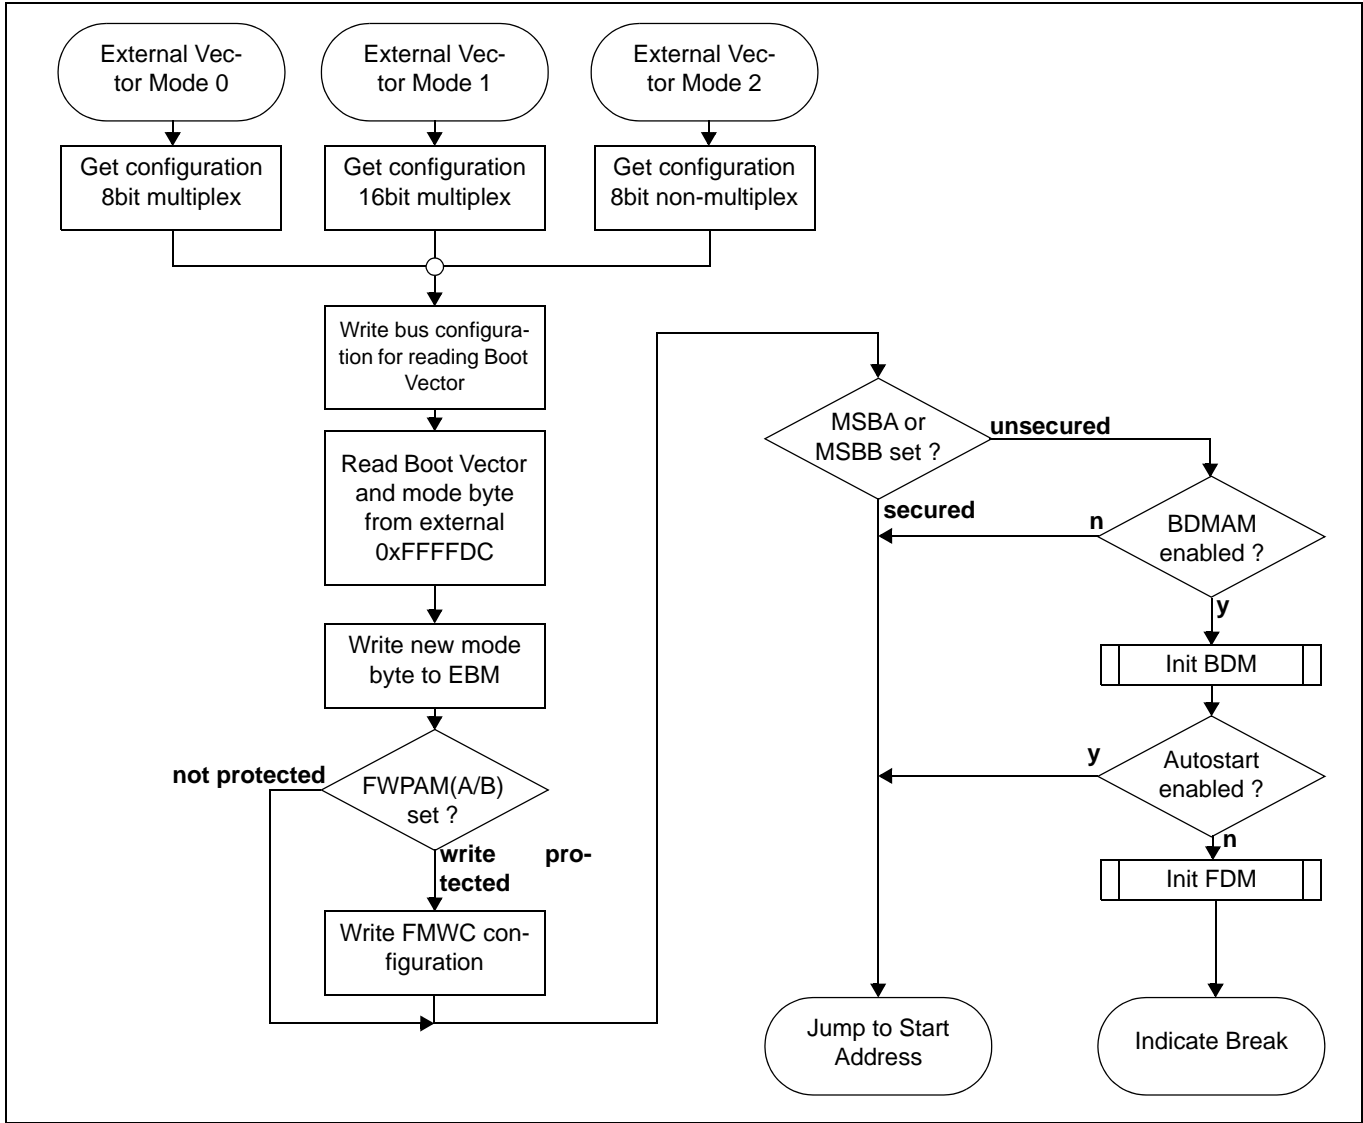 External Vec-
tor Mode 0
External Vec-
tor Mode 1
External Vec-
tor Mode 2
Get configuration
8bit multiplex
Get configuration
16bit multiplex
Get configuration
8bit non-multiplex
Write bus configura-
tion for reading Boot
Vector
Read Boot Vector
and mode byte
from external
0xFFFFDC
Write new mode
byte to EBM
not protected
FWPAM(A/B)
set ?
write pro-
tected
Write FMWC con-
figuration
MSBA or
MSBB set ?
unsecured
secured
n
BDMAM
enabled ?
y
Init BDM
y
Autostart
enabled ?
n
Init FDM
Jump to Start
Address
Indicate Break